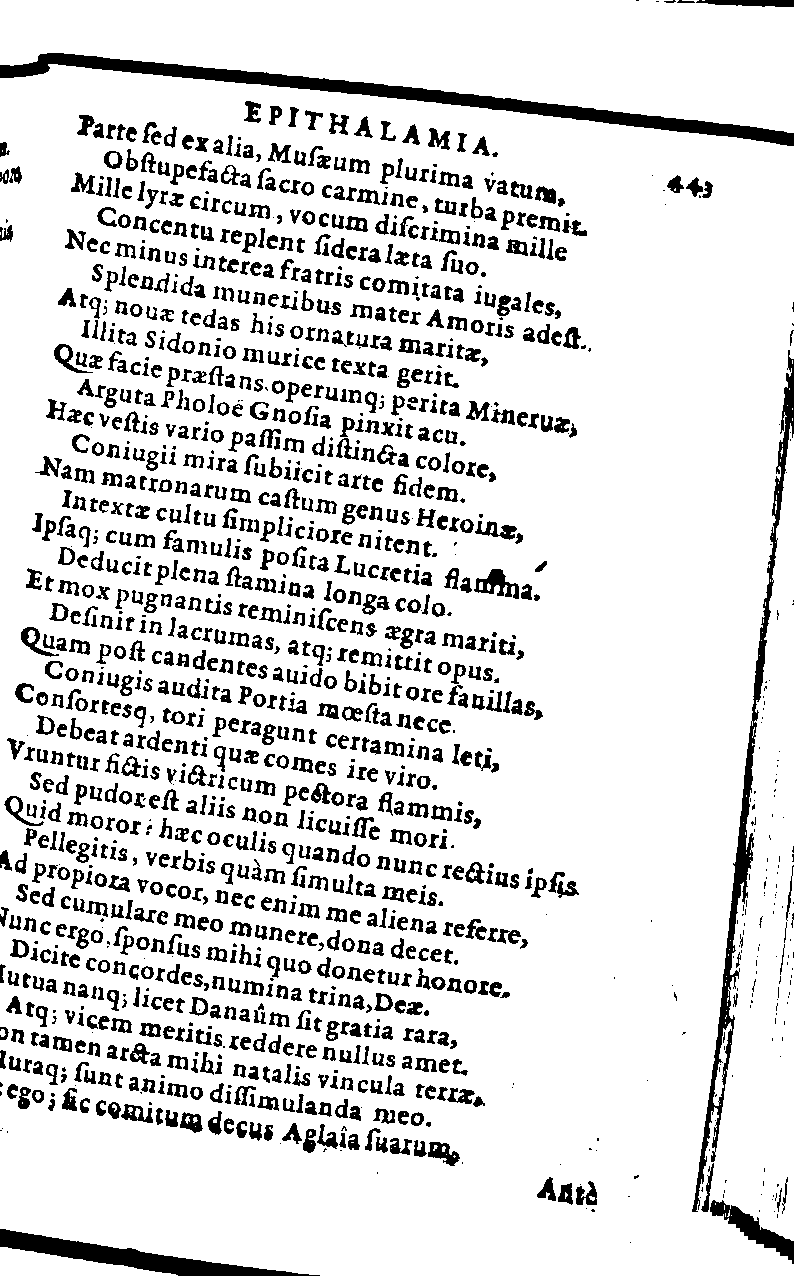 EPITHALAMIA.
443
Parte ſed ex alia, Muſæum plurima vatum,
Obſtupefacta ſacro carmine, turba premit.
Mille lyræ circum, vocum diſcrimina mille
Concentu replent ſidera læta ſuo.
Nec minus interea fratris comitata iugales,
Splendida muneribus mater Amoris adeſt.
Atq; nouæ tedas his ornatura maritæ,
Illita Sidonio murice texta gerit.
Quæ facie præſtans operumq; perita Mineruæ,
Arguta Pholoë Gnoſia pinxit acu.
Hæc veſtis vario paſſim diſtincta colore,
Coniugii mira ſubiicit arte fidem.
Nam matronarum caſtum genus Heroinæ,
Intextæ cultu ſimpliciore nitent.
Ipſaq; cum famulis poſita Lucretia flamma.
Deducit plena ſtamina longa colo.
Et mox pugnantis reminiſcens ægra mariti,
Deſinit in lacrumas, atq; remittit opus.
Quam poſt candentes auido bibit ore fauillas,
Coniugis audita Portia mœſta nece.
Conſortesq, tori peragunt certamina leti,
Debeat ardenti quæ comes ire viro.
Vruntur fictis victricum pectora flammis,
Sed pudor eſt aliis non licuiſſe mori.
Quid moror? hæc oculis quando nunc rectius ipſis
Pellegitis, verbis quàm ſimulta meis.
Ad propiora vocor, nec enim me aliena referre,
Sed cumulare meo munere, dona decet.
Nunc ergo, ſponſus mihi quo donetur honore,
Dicite concordes, numina trina, Deæ.
utua nanq; licet Danaûm ſit gratia rara,
Atq; vicem meritis reddere nullus amet.
on tamen arcta mihi natalis vincula terræ,
uraq; ſunt animo diſſimulanda meo.
ego; ſic comitum decus Aglaîa ſuarum,
Antè